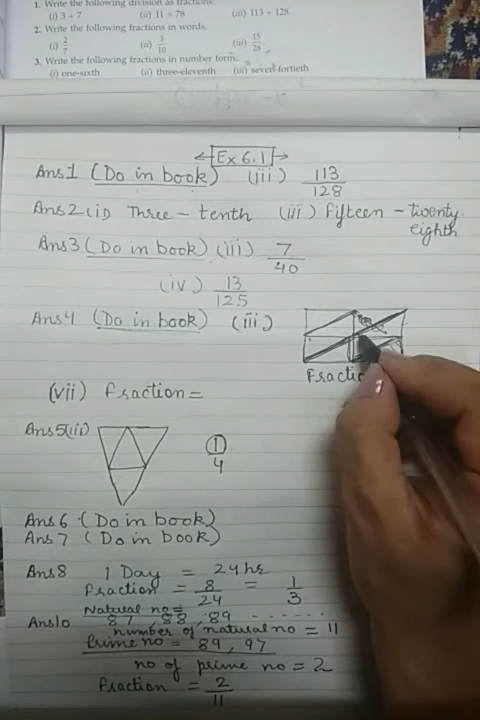 1. Write the following division as fractions:
(i) 3 ÷ 7 (ii) 11 ÷ 78 (iii) 113 ÷ 128.
2. Write the following fractions in words:
(i) 2/7 (ii) 3/10 (iii) 15/28
3. Write the following fractions in number form.
(i) one-sixth (ii) three-eleventh (iii) seven-fortieth
Ex 6.1
Ans1 (Do in book) (iii) 113/128
Ans2 (ii) Three - tenth (iii) fifteen - twenty
eighth
Ans3 (Do in book) (iii) 7/40
(iv) 13/125
Ans4 (Do in book) (iii)
(vii) fraction =
Ans5(iii) 1/4
Ans6 (Do in book)
Ans7 (Do in book)
Ans8 1 Day = 24 hr
fraction = 8/24 = 1/3
Natural no =
Ans10 87, 88, 89 ......
number of natural no = 11
Prime no = 89, 97
no of prime no = 2
fraction = 2/11